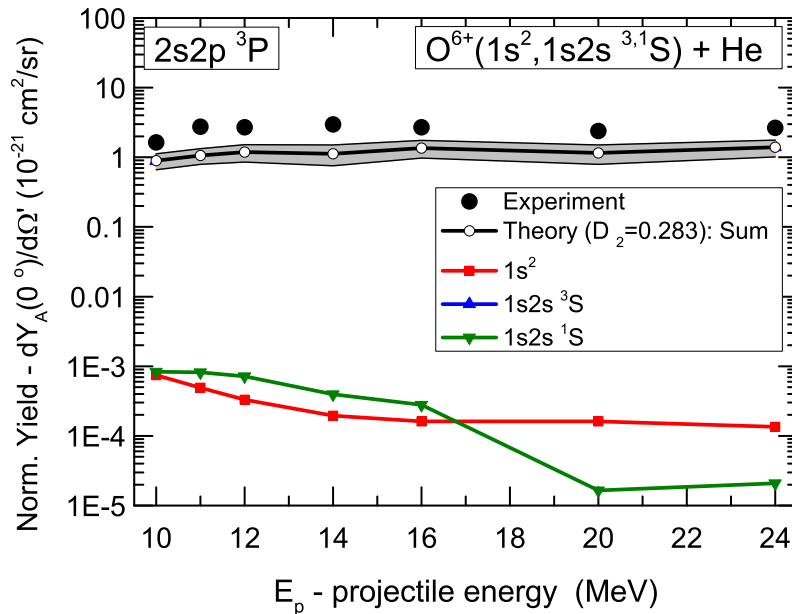 2s2p ³P
O⁶⁺(1s²,1s2s ³,¹S) + He
Norm. Yield - dY_A(0 °)/dΩ' (10⁻²¹ cm²/sr)
100
10
1
0.1
0.01
1E-3
1E-4
1E-5
Experiment
Theory (D ₂=0.283): Sum
1s²
1s2s ³S
1s2s ¹S
10 12 14 16 18 20 22 24
E_p - projectile energy (MeV)